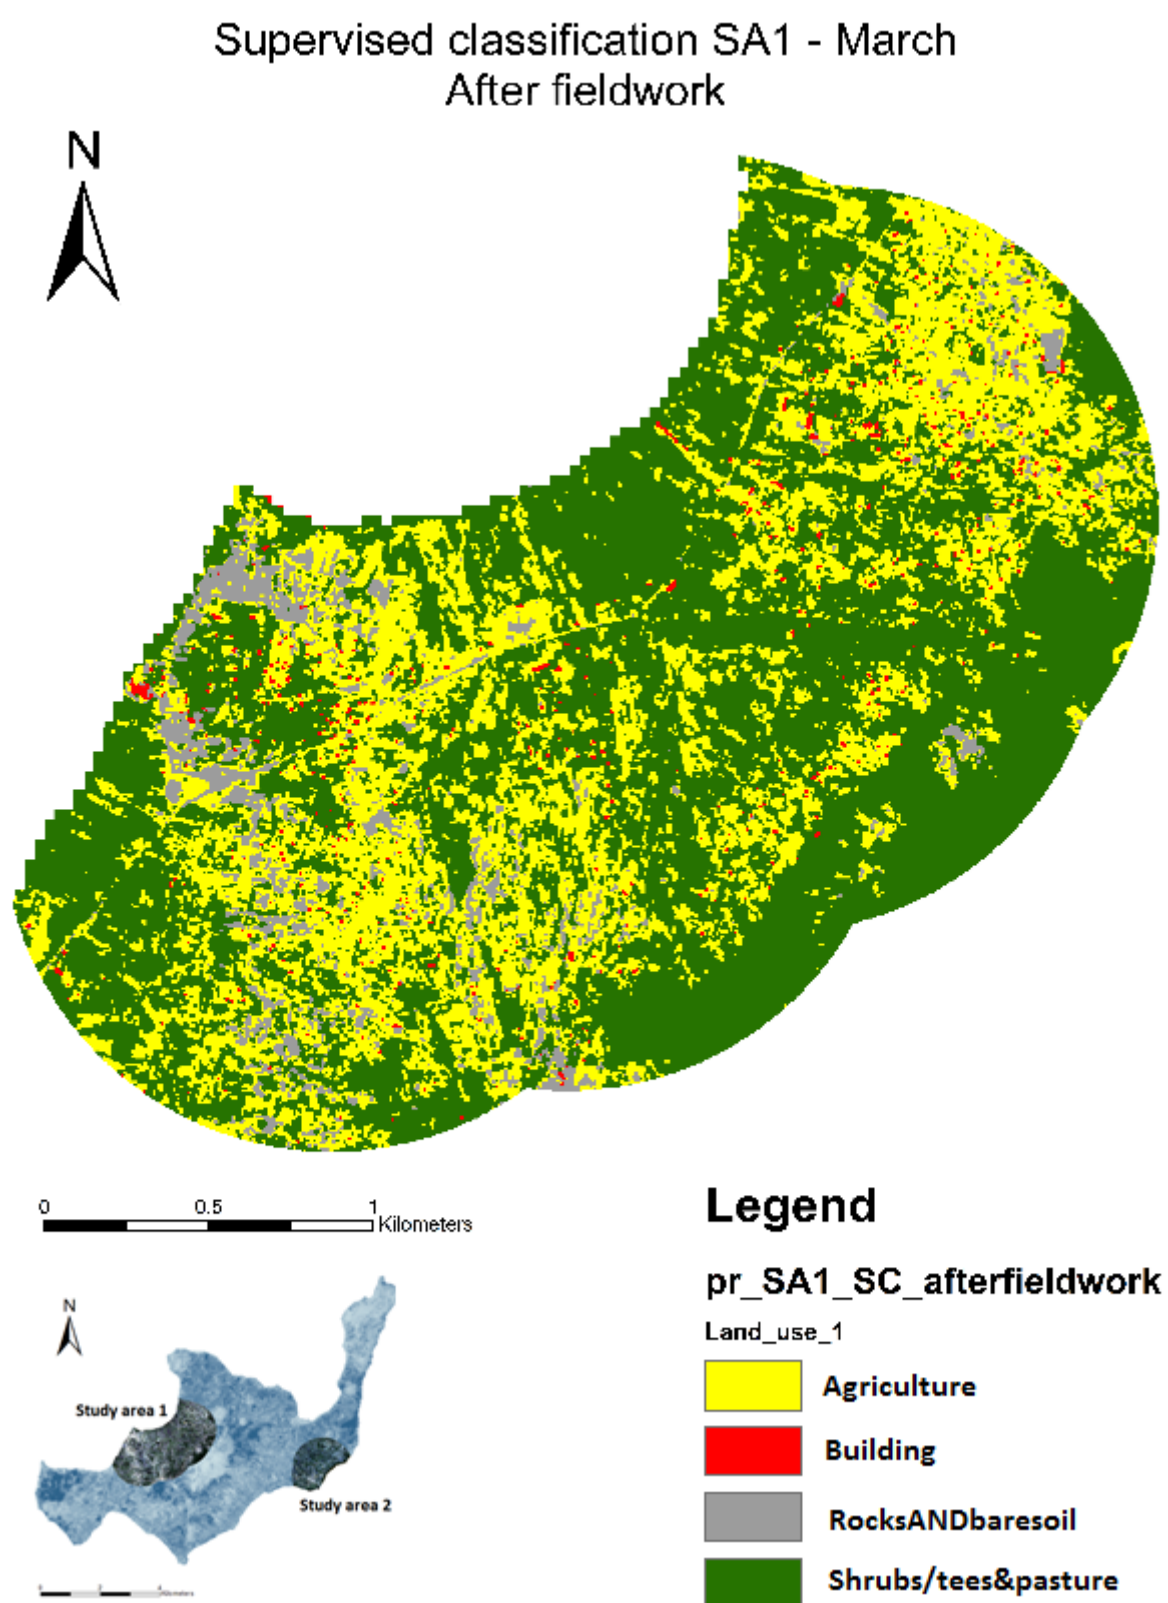 Supervised classification SA1 - March
After fieldwork
N
0 0.5 1
Kilometers
N
Study area 1
Study area 2
Legend
pr_SA1_SC_afterfieldwork
Land_use_1
Agriculture
Building
RocksANDbaresoil
Shrubs/tees&pasture